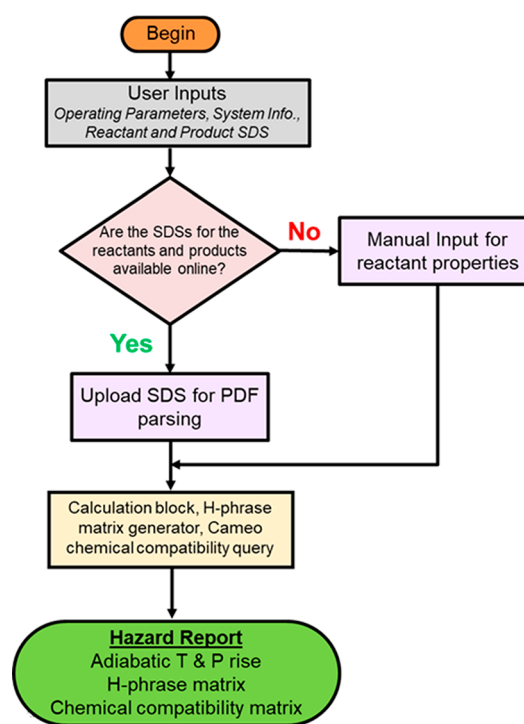 Begin
User Inputs
Operating Parameters, System Info.,
Reactant and Product SDS
Are the SDSs for the
reactants and products
available online?
No
Manual Input for
reactant properties
Yes
Upload SDS for PDF
parsing
Calculation block, H-phrase
matrix generator, Cameo
chemical compatibility query
Hazard Report
Adiabatic T & P rise
H-phrase matrix
Chemical compatibility matrix